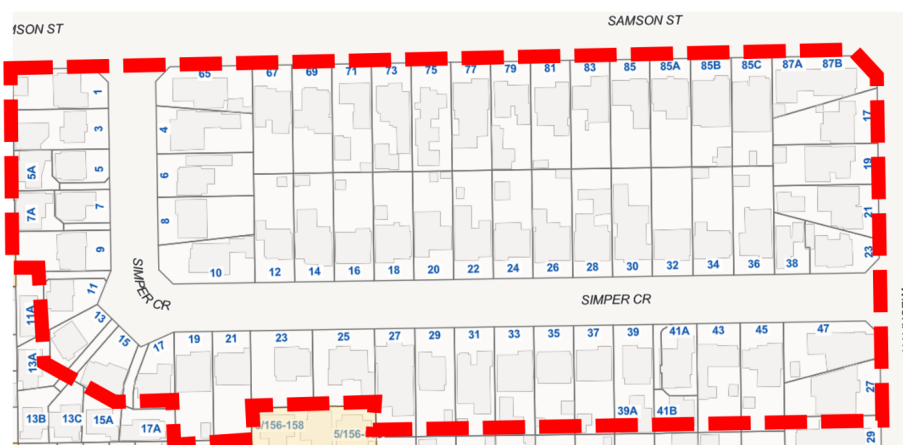 SAMSON ST
65 67 69 71 73 75 77 79 81 83 85 85A 85B 85C 87A 87B
1
3 4 17
5A 5 6 19
7A 7 8 21
9 10 12 14 16 18 20 22 24 26 28 30 32 34 36 38 23
SIMPER CR
SIMPER CR
11A 11
13 15 17 19 21 23 25 27 29 31 33 35 37 39 41A 43 45 47
13A 27
13B 13C 15A 17A 39A 41B
29